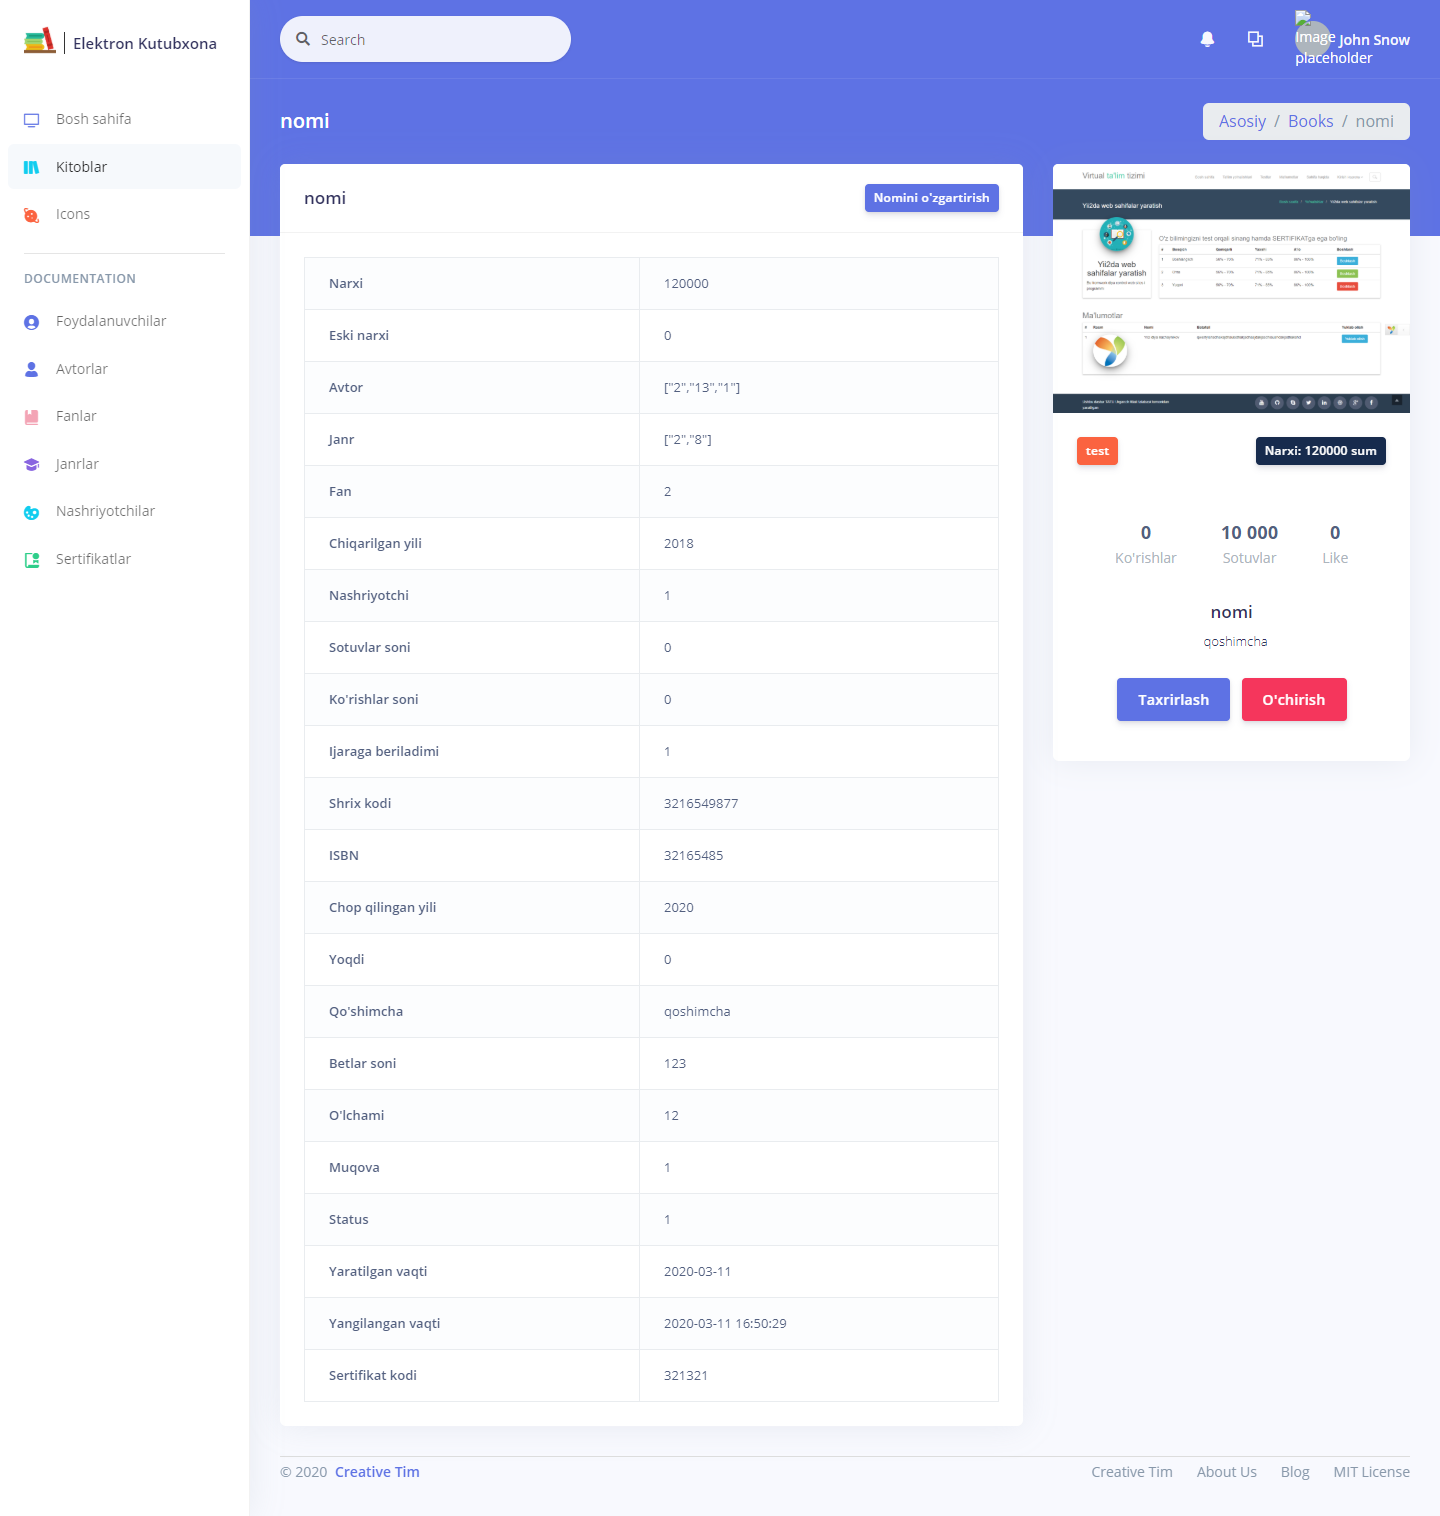 Elektron Kutubxona
Search
Image placeholder
John Snow
Bosh sahifa
Kitoblar
Icons
DOCUMENTATION
Foydalanuvchilar
Avtorlar
Fanlar
Janrlar
Nashriyotchilar
Sertifikatlar
nomi
Asosiy / Books / nomi
nomi
Nomini o'zgartirish
Narxi 120000
Eski narxi 0
Avtor ["2","13","1"]
Janr ["2","8"]
Fan 2
Chiqarilgan yili 2018
Nashriyotchi 1
Sotuvlar soni 0
Ko'rishlar soni 0
Ijaraga beriladimi 1
Shrix kodi 3216549877
ISBN 32165485
Chop qilingan yili 2020
Yoqdi 0
Qo'shimcha qoshimcha
Betlar soni 123
O'lchami 12
Muqova 1
Status 1
Yaratilgan vaqti 2020-03-11
Yangilangan vaqti 2020-03-11 16:50:29
Sertifikat kodi 321321
Virtual ta'lim tizimi
Yii2da web sahifalar yaratish
Yii2da web
sahifalar yaratish
O'z bilimingizni test orqali sinang hamda SERTIFIKATga ega bo'ling
Ma'lumotlar
test
Narxi: 120000 sum
0 10 000 0
Ko'rishlar Sotuvlar Like
nomi
qoshimcha
Taxrirlash O'chirish
© 2020 Creative Tim
Creative Tim About Us Blog MIT License